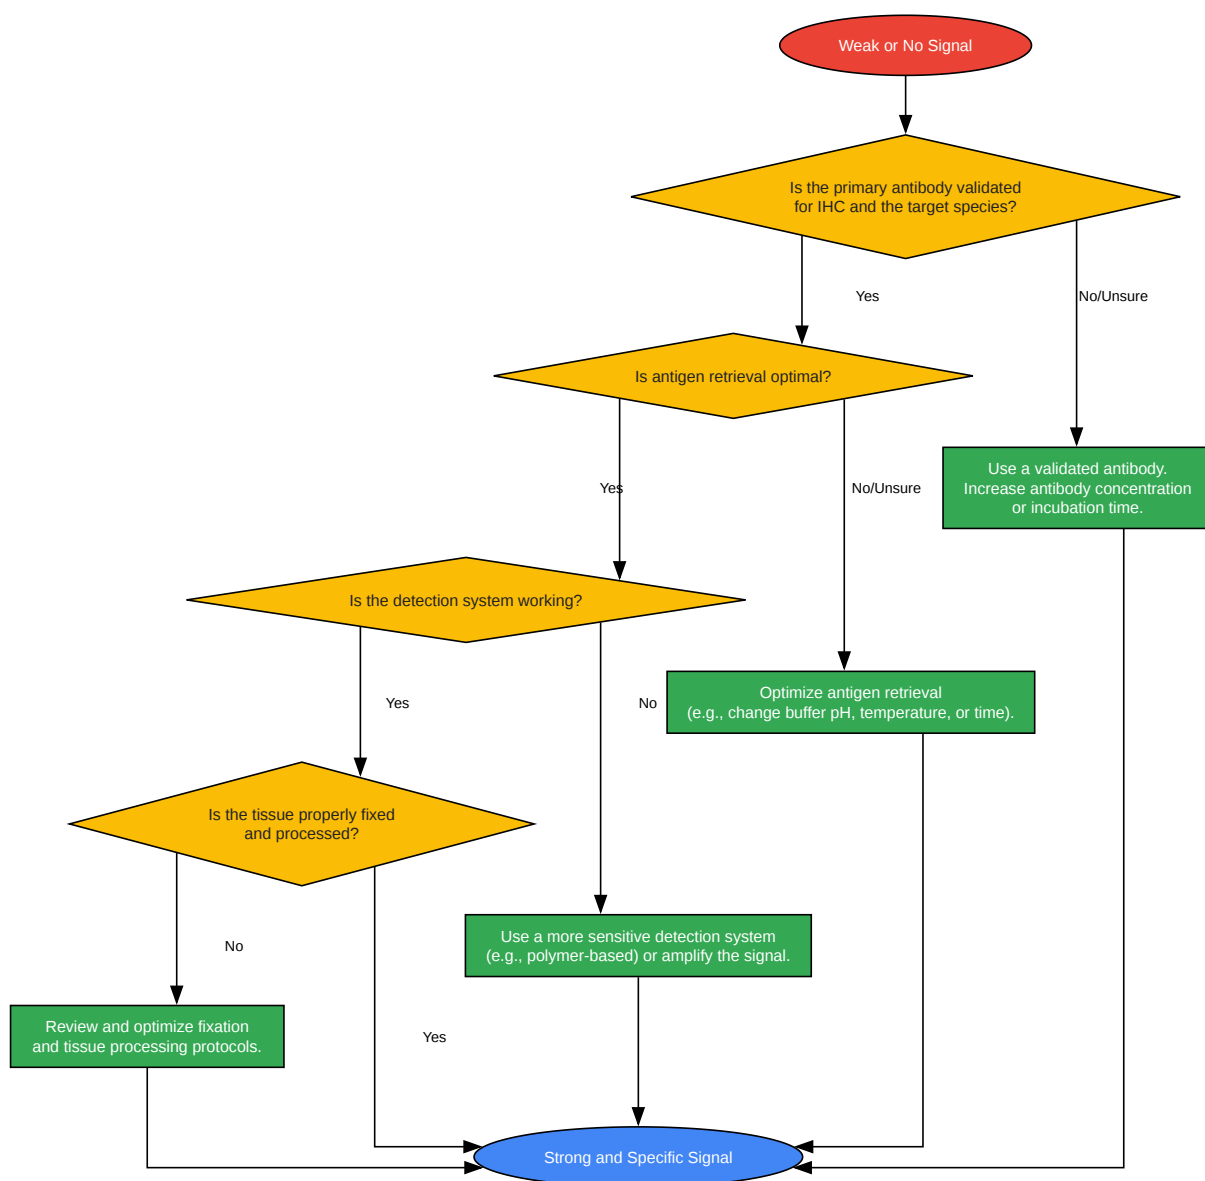 Weak or No Signal
Is the primary antibody validated
for IHC and the target species?
Yes
No/Unsure
Is antigen retrieval optimal?
Use a validated antibody.
Increase antibody concentration
or incubation time.
Yes
No/Unsure
Is the detection system working?
Optimize antigen retrieval
(e.g., change buffer pH, temperature, or time).
Yes
No
Is the tissue properly fixed
and processed?
Use a more sensitive detection system
(e.g., polymer-based) or amplify the signal.
No
Review and optimize fixation
and tissue processing protocols.
Yes
Strong and Specific Signal